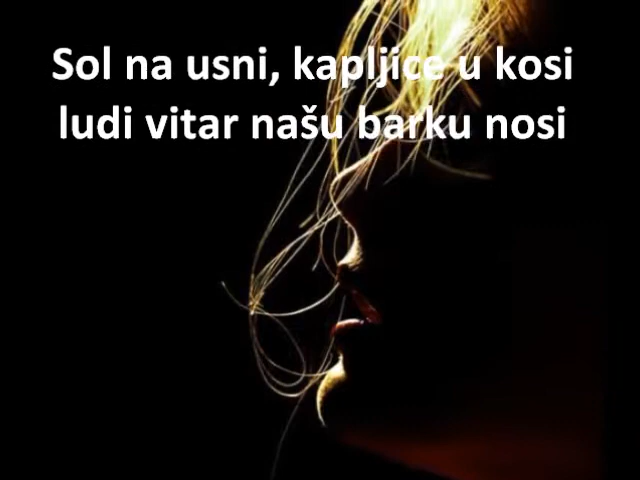 Sol na usni, kapljice u kosi
ludi vitar našu barku nosi